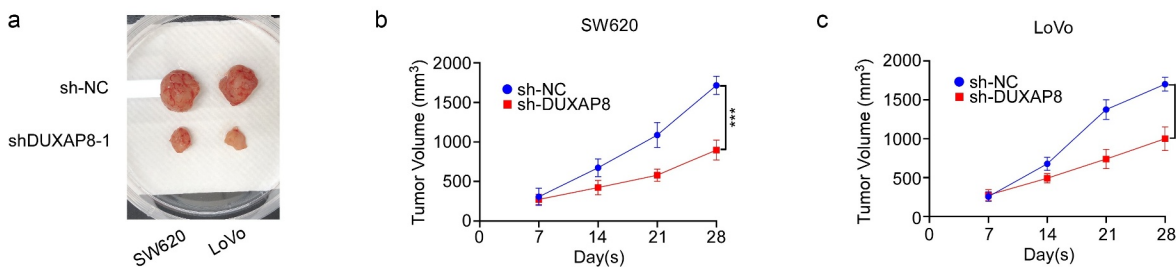 a
sh-NC
shDUXAP8-1
SW620
LoVo
b
SW620
2000
1500
1000
500
0
Tumor Volume (mm³)
sh-NC
sh-DUXAP8
***
0
7
14
21
28
Day(s)
c
LoVo
2000
1500
1000
500
0
Tumor Volume (mm³)
sh-NC
sh-DUXAP8
0
7
14
21
28
Day(s)